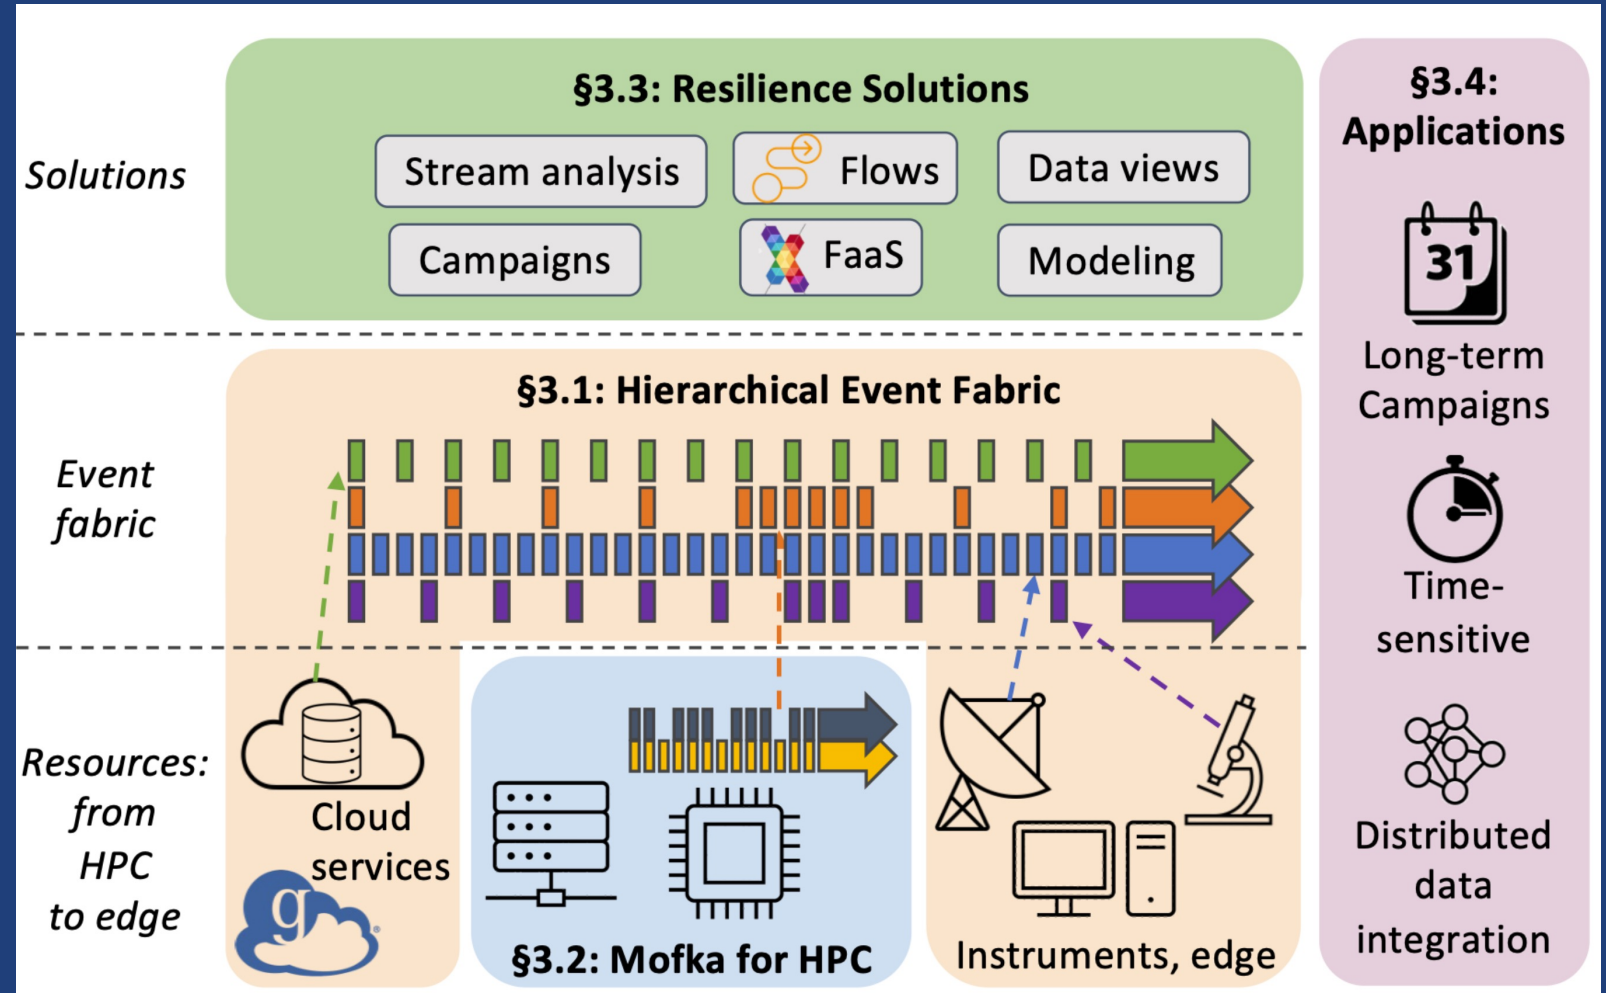 §3.3: Resilience Solutions
Solutions
Stream analysis
Flows
Data views
Campaigns
FaaS
Modeling
§3.1: Hierarchical Event Fabric
Event
fabric
Resources:
from
HPC
to edge
Cloud
services
g
§3.2: Mofka for HPC
Instruments, edge
§3.4:
Applications
31
Long-term
Campaigns
Time-
sensitive
Distributed
data
integration